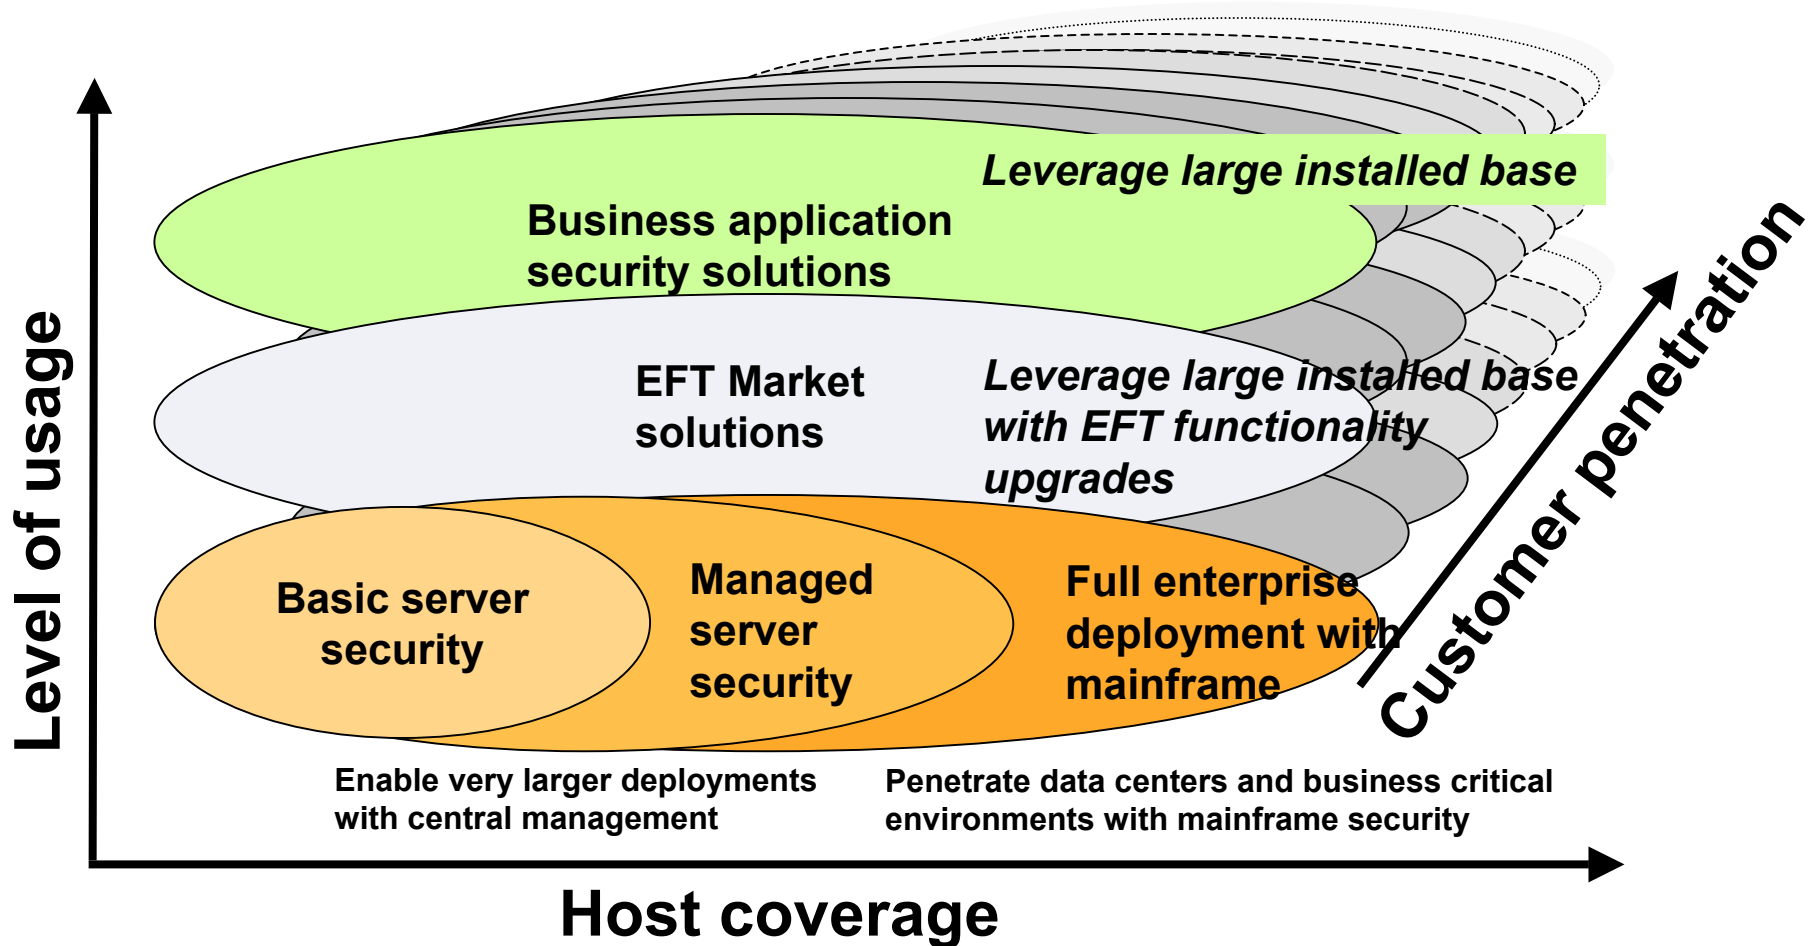 Leverage large installed base
Business application
security solutions
EFT Market
solutions
Leverage large installed base
with EFT functionality
upgrades
Basic server
security
Managed
server
security
Full enterprise
deployment with
mainframe
Enable very larger deployments
with central management
Penetrate data centers and business critical
environments with mainframe security
Level of usage
Customer penetration
Host coverage